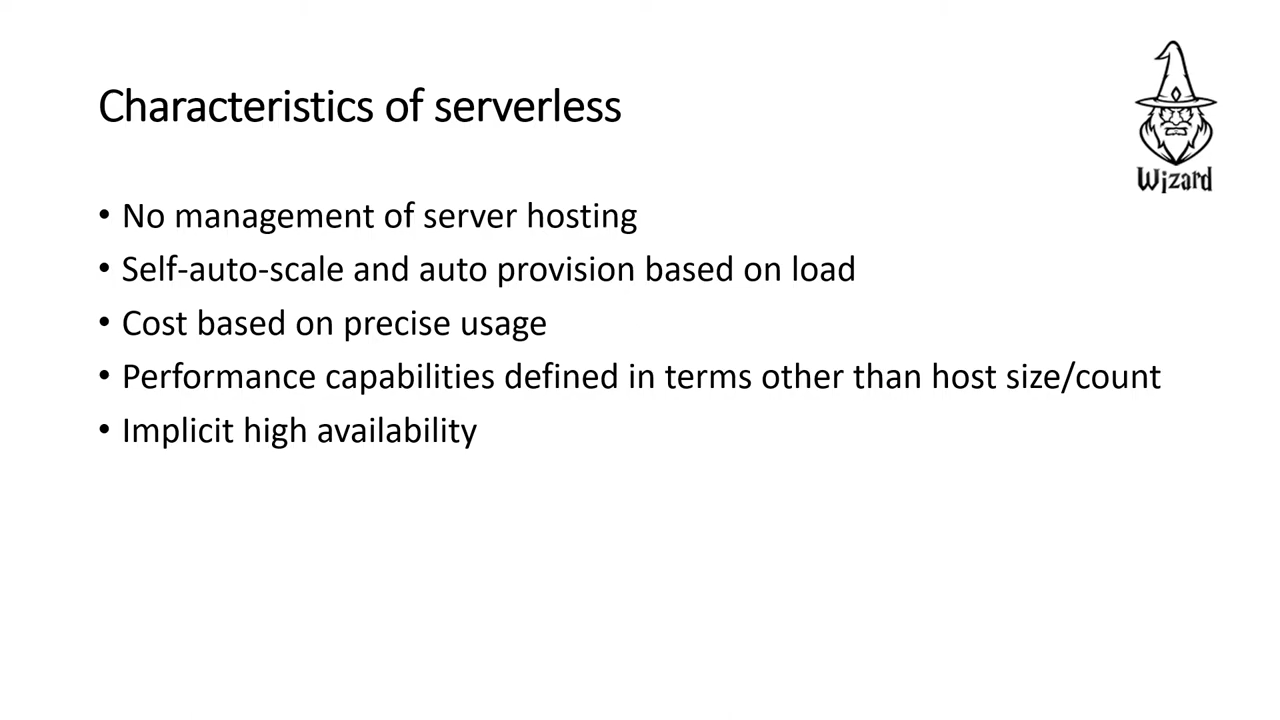 Characteristics of serverless
Wizard
• No management of server hosting
• Self-auto-scale and auto provision based on load
• Cost based on precise usage
• Performance capabilities defined in terms other than host size/count
• Implicit high availability